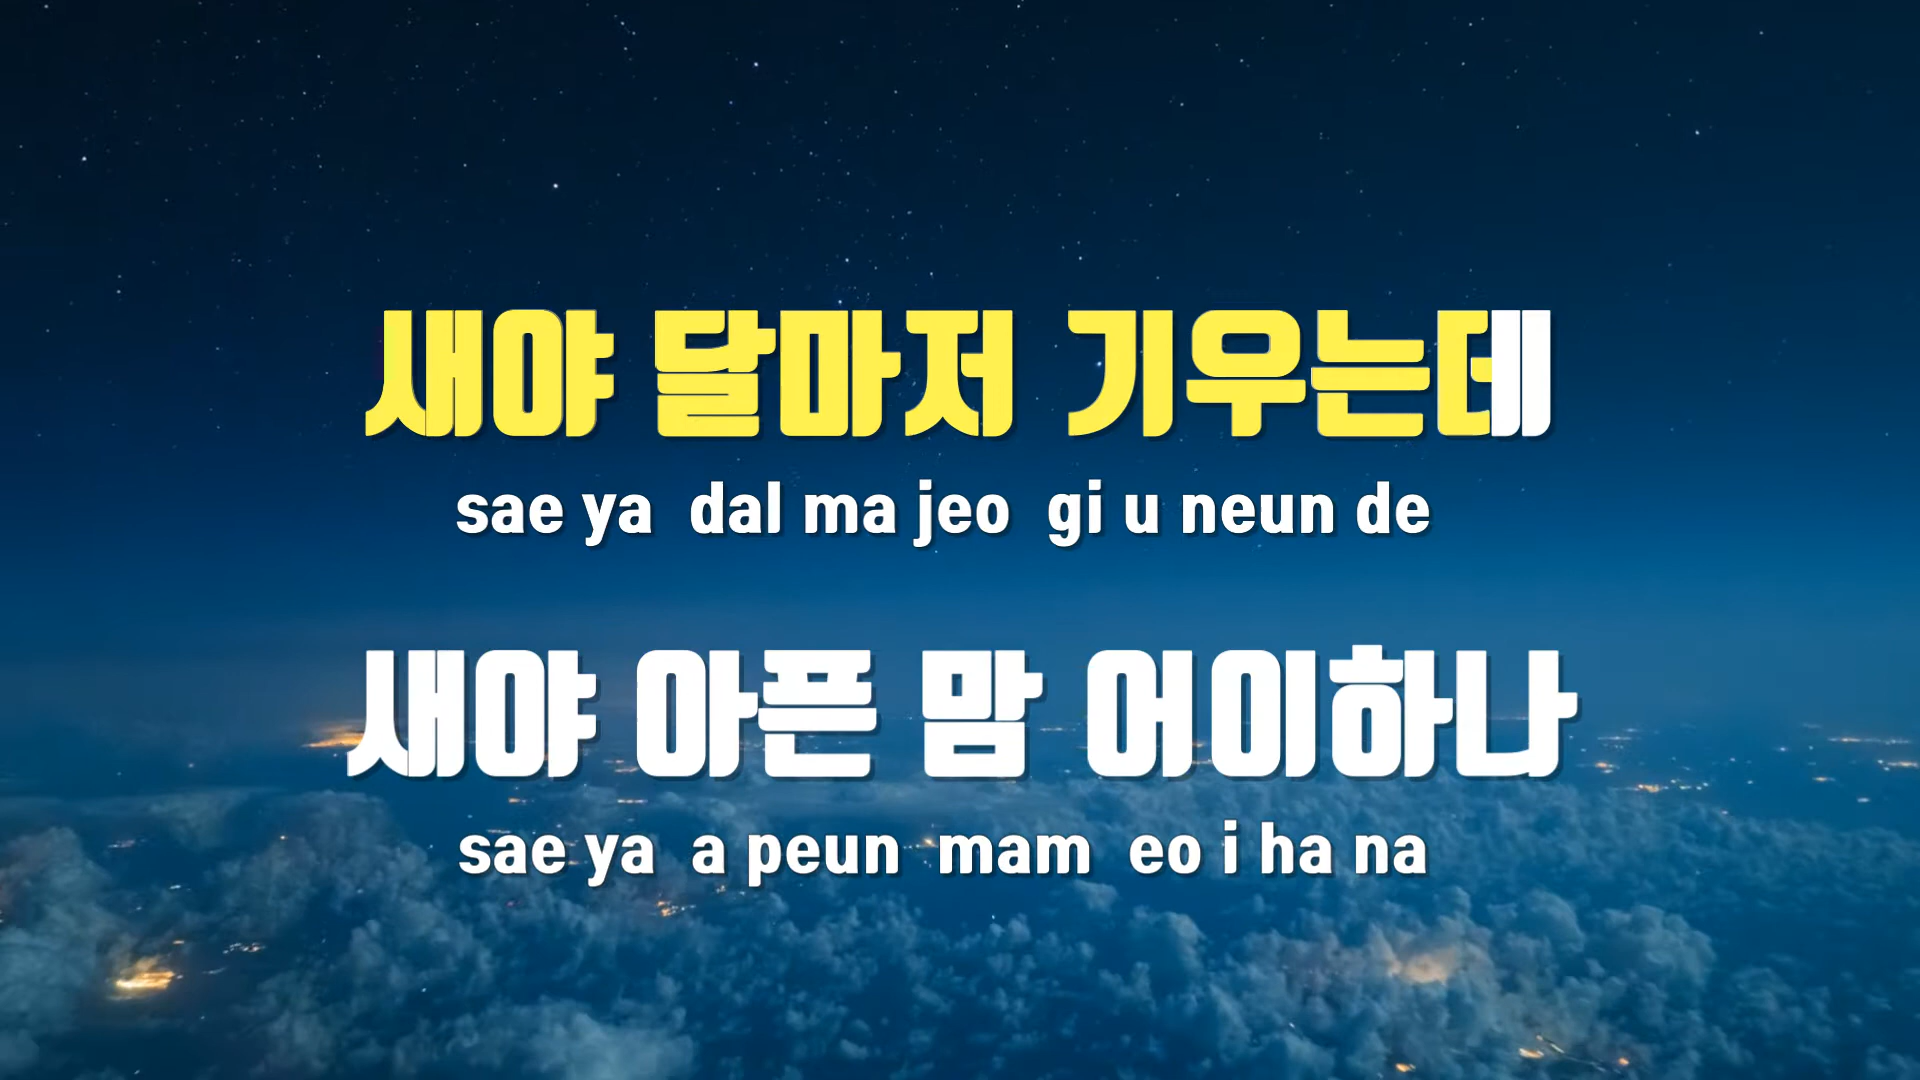 새야 달마저 기우는데
sae ya dal ma jeo gi u neun de
새야 아픈 맘 어이하나
sae ya a peun mam eo i ha na